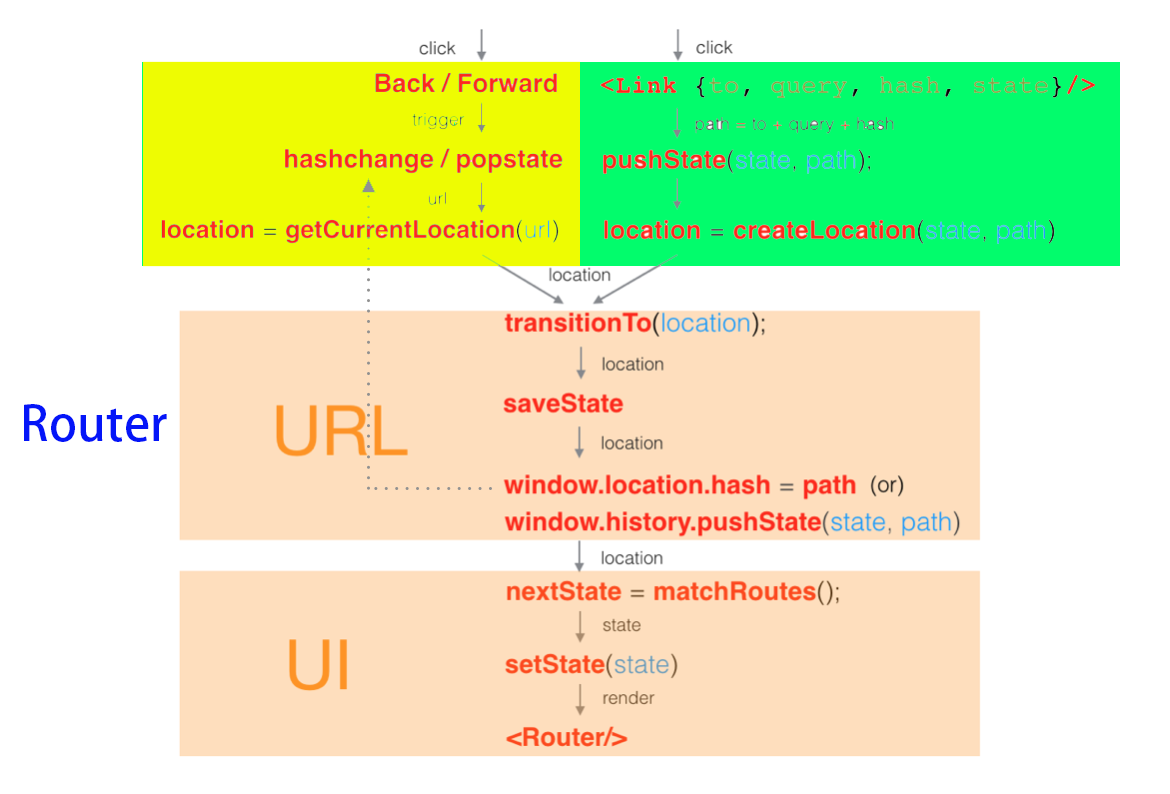 click
click
Back / Forward
<Link {to, query, hash, state}/>
trigger
path = to + query + hash
hashchange / popstate
pushState(state, path);
url
location = getCurrentLocation(url)
location = createLocation(state, path)
location
transitionTo(location);
location
saveState
Router
URL
location
window.location.hash = path (or)
window.history.pushState(state, path)
location
nextState = matchRoutes();
state
UI
setState(state)
render
<Router/>